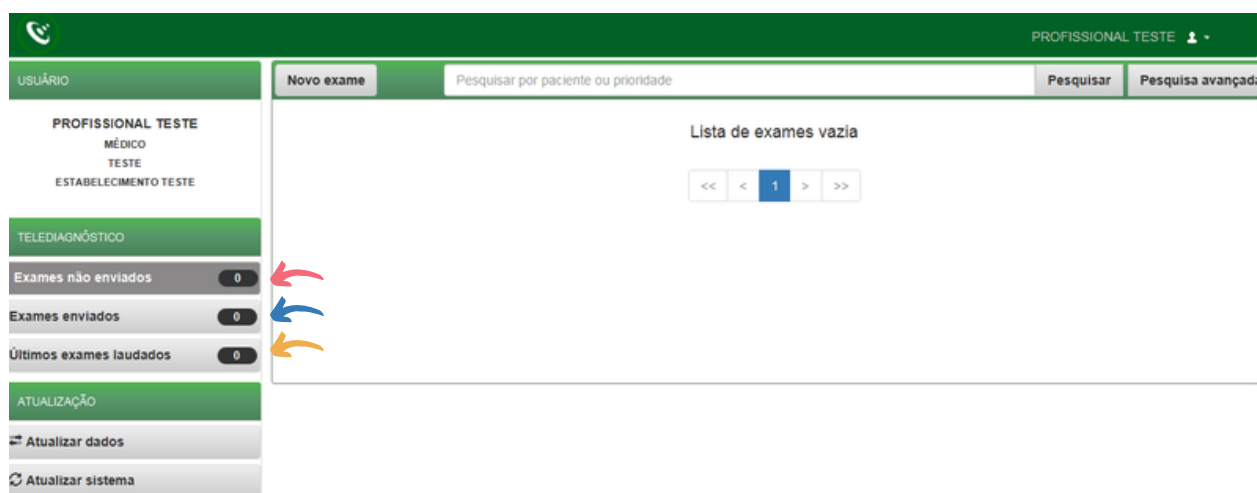 PROFISSIONAL TESTE
USUÁRIO
PROFISSIONAL TESTE
MÉDICO
TESTE
ESTABELECIMENTO TESTE
TELEDIAGNÓSTICO
Exames não enviados 0
Exames enviados 0
Últimos exames laudados 0
ATUALIZAÇÃO
Atualizar dados
Atualizar sistema
Novo exame Pesquisar por paciente ou prioridade Pesquisar Pesquisa avançada
Lista de exames vazia
<< < 1 > >>